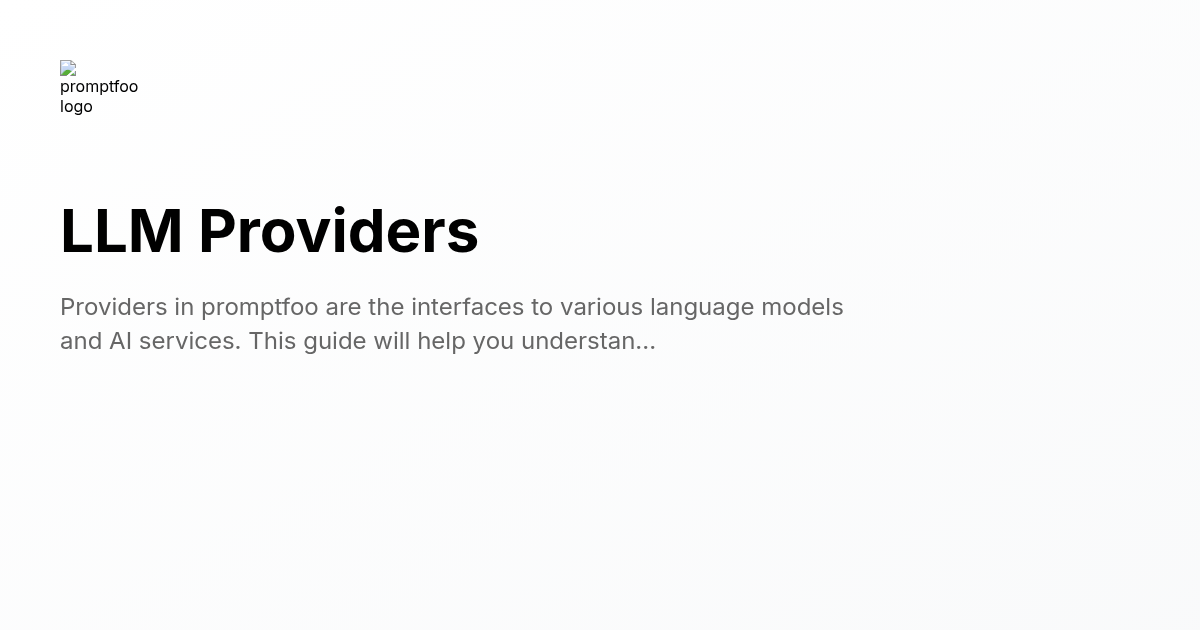 promptfoo
logo
LLM Providers
Providers in promptfoo are the interfaces to various language models
and AI services. This guide will help you understan...